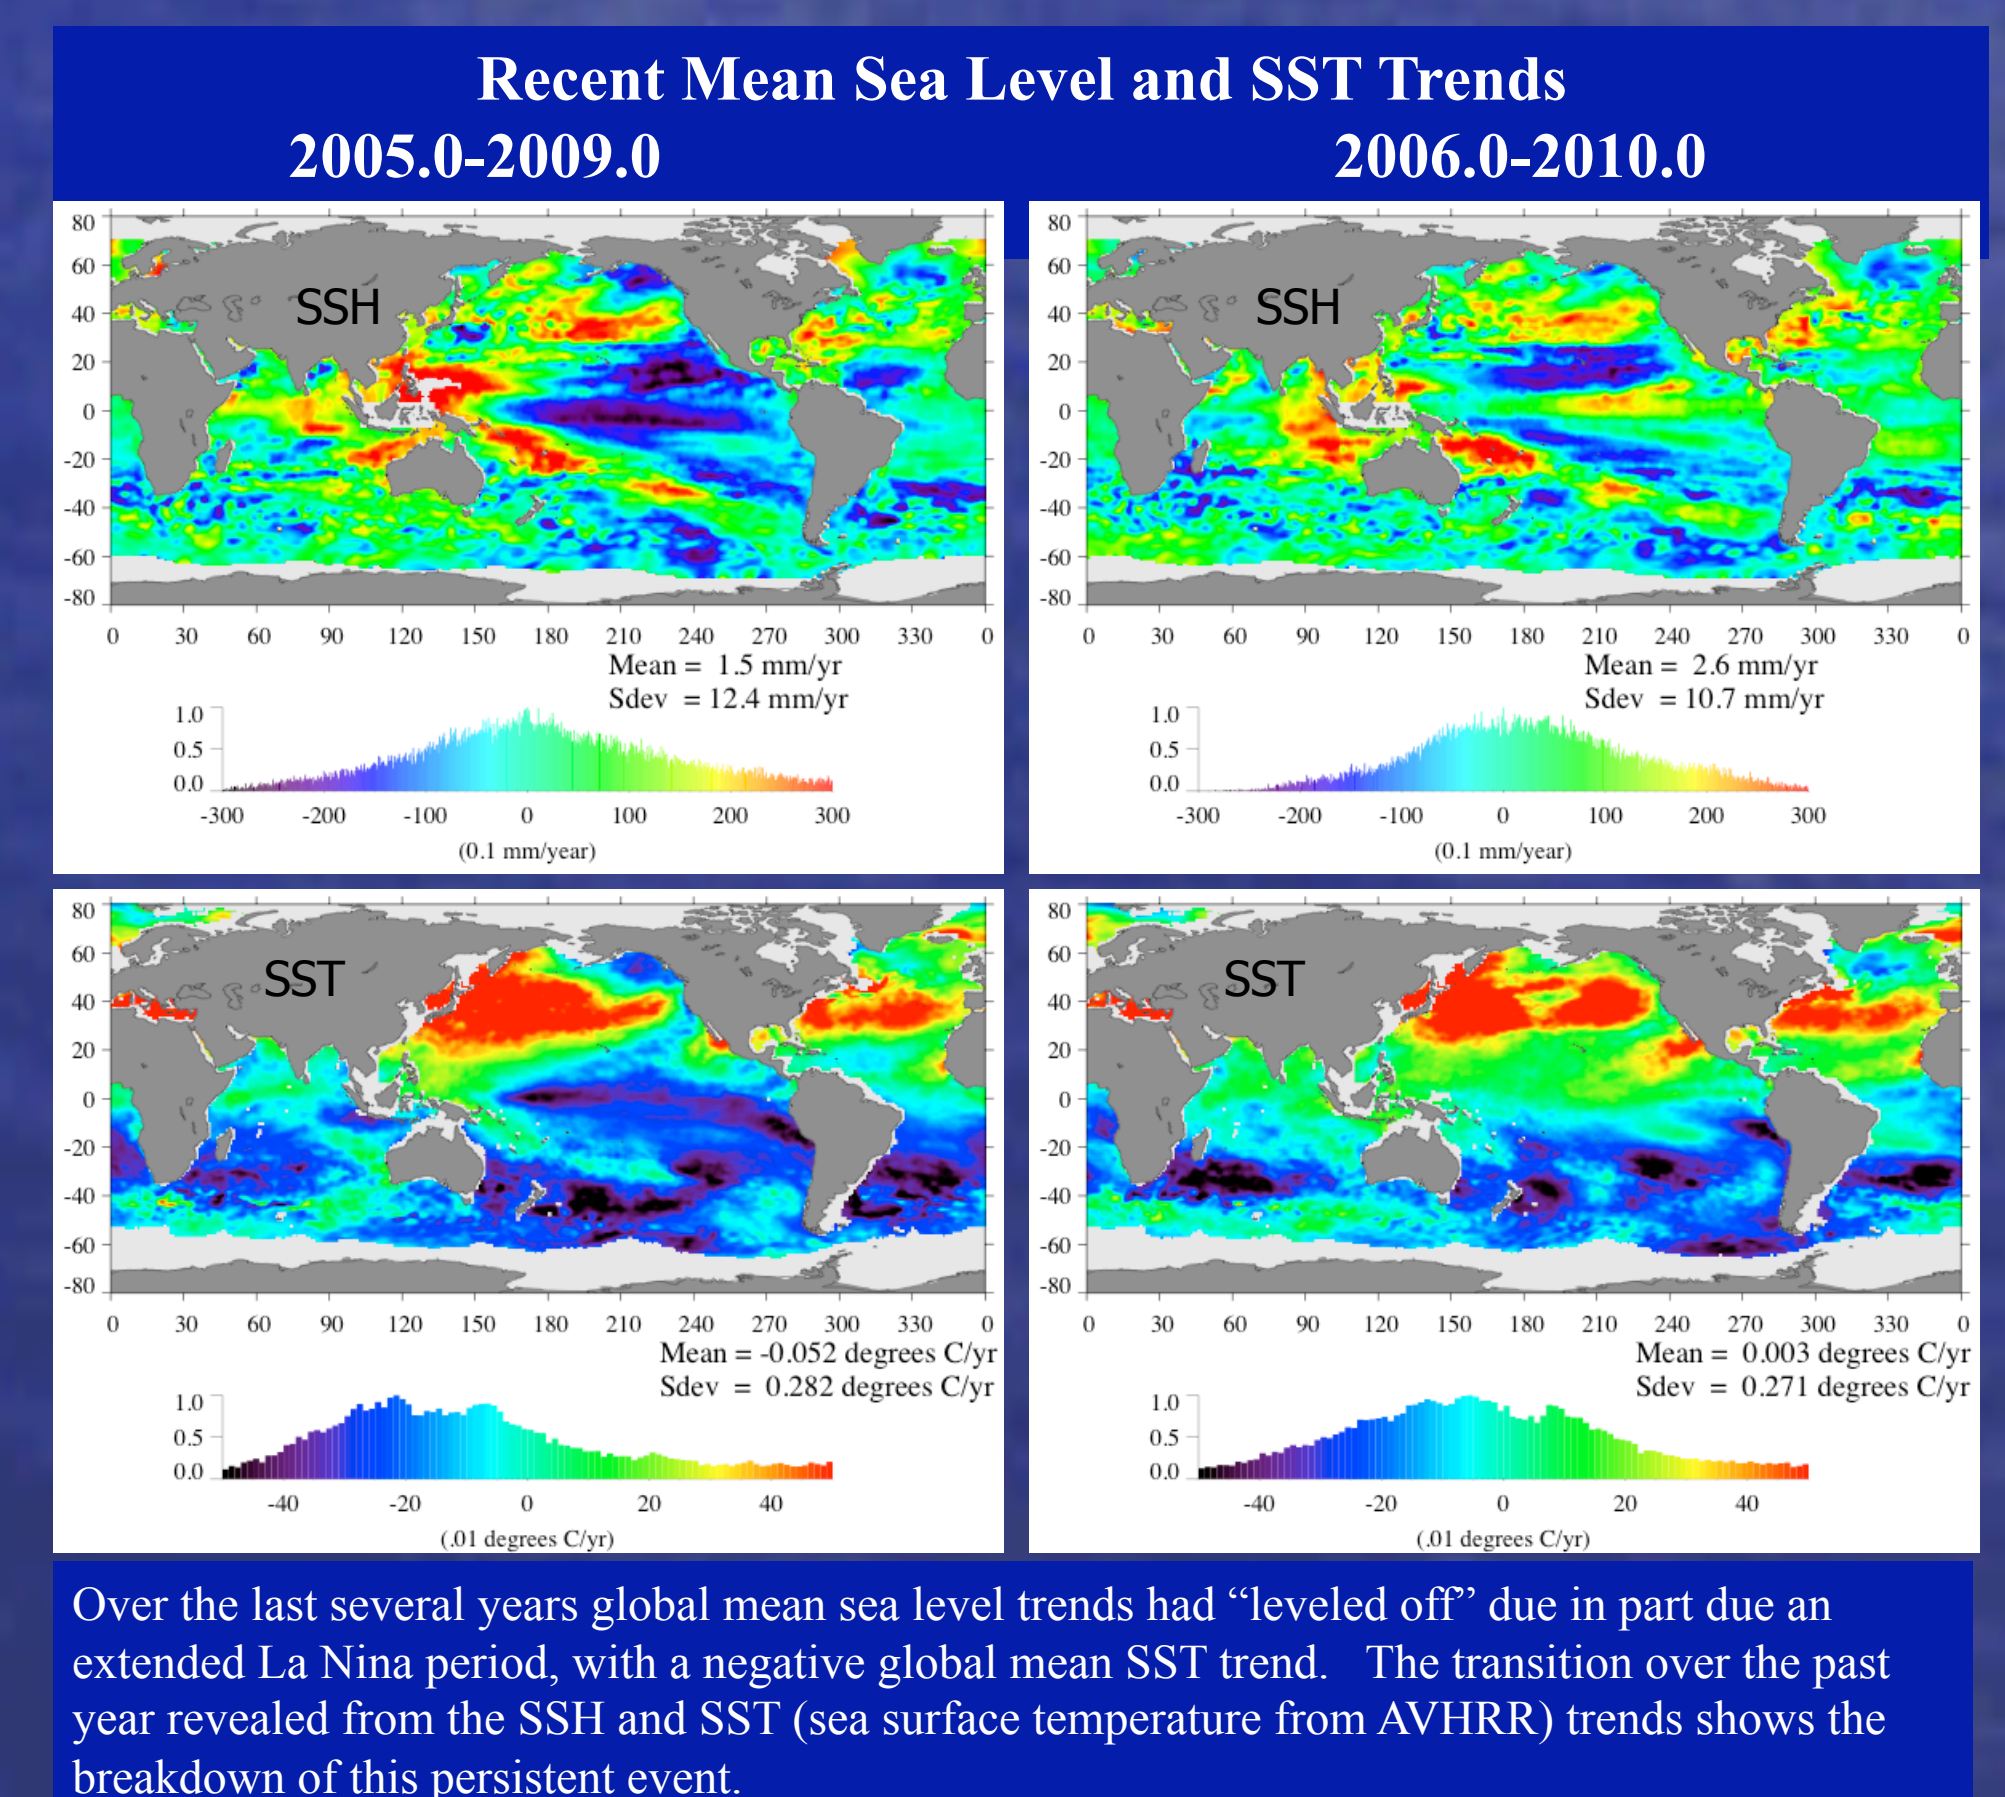 Recent Mean Sea Level and SST Trends
2005.0-2009.0 2006.0-2010.0
80
60
40
20
0
-20
-40
-60
-80
SSH
0 30 60 90 120 150 180 210 240 270 300 330 0
Mean = 1.5 mm/yr
Sdev = 12.4 mm/yr
1.0
0.5
0.0
-300 -200 -100 0 100 200 300
(0.1 mm/year)
80
60
40
20
0
-20
-40
-60
-80
SSH
0 30 60 90 120 150 180 210 240 270 300 330 0
Mean = 2.6 mm/yr
Sdev = 10.7 mm/yr
1.0
0.5
0.0
-300 -200 -100 0 100 200 300
(0.1 mm/year)
80
60
40
20
0
-20
-40
-60
-80
SST
0 30 60 90 120 150 180 210 240 270 300 330 0
Mean = -0.052 degrees C/yr
Sdev = 0.282 degrees C/yr
1.0
0.5
0.0
-40 -20 0 20 40
(.01 degrees C/yr)
80
60
40
20
0
-20
-40
-60
-80
SST
0 30 60 90 120 150 180 210 240 270 300 330 0
Mean = 0.003 degrees C/yr
Sdev = 0.271 degrees C/yr
1.0
0.5
0.0
-40 -20 0 20 40
(.01 degrees C/yr)
Over the last several years global mean sea level trends had “leveled off” due in part due an
extended La Nina period, with a negative global mean SST trend. The transition over the past
year revealed from the SSH and SST (sea surface temperature from AVHRR) trends shows the
breakdown of this persistent event.